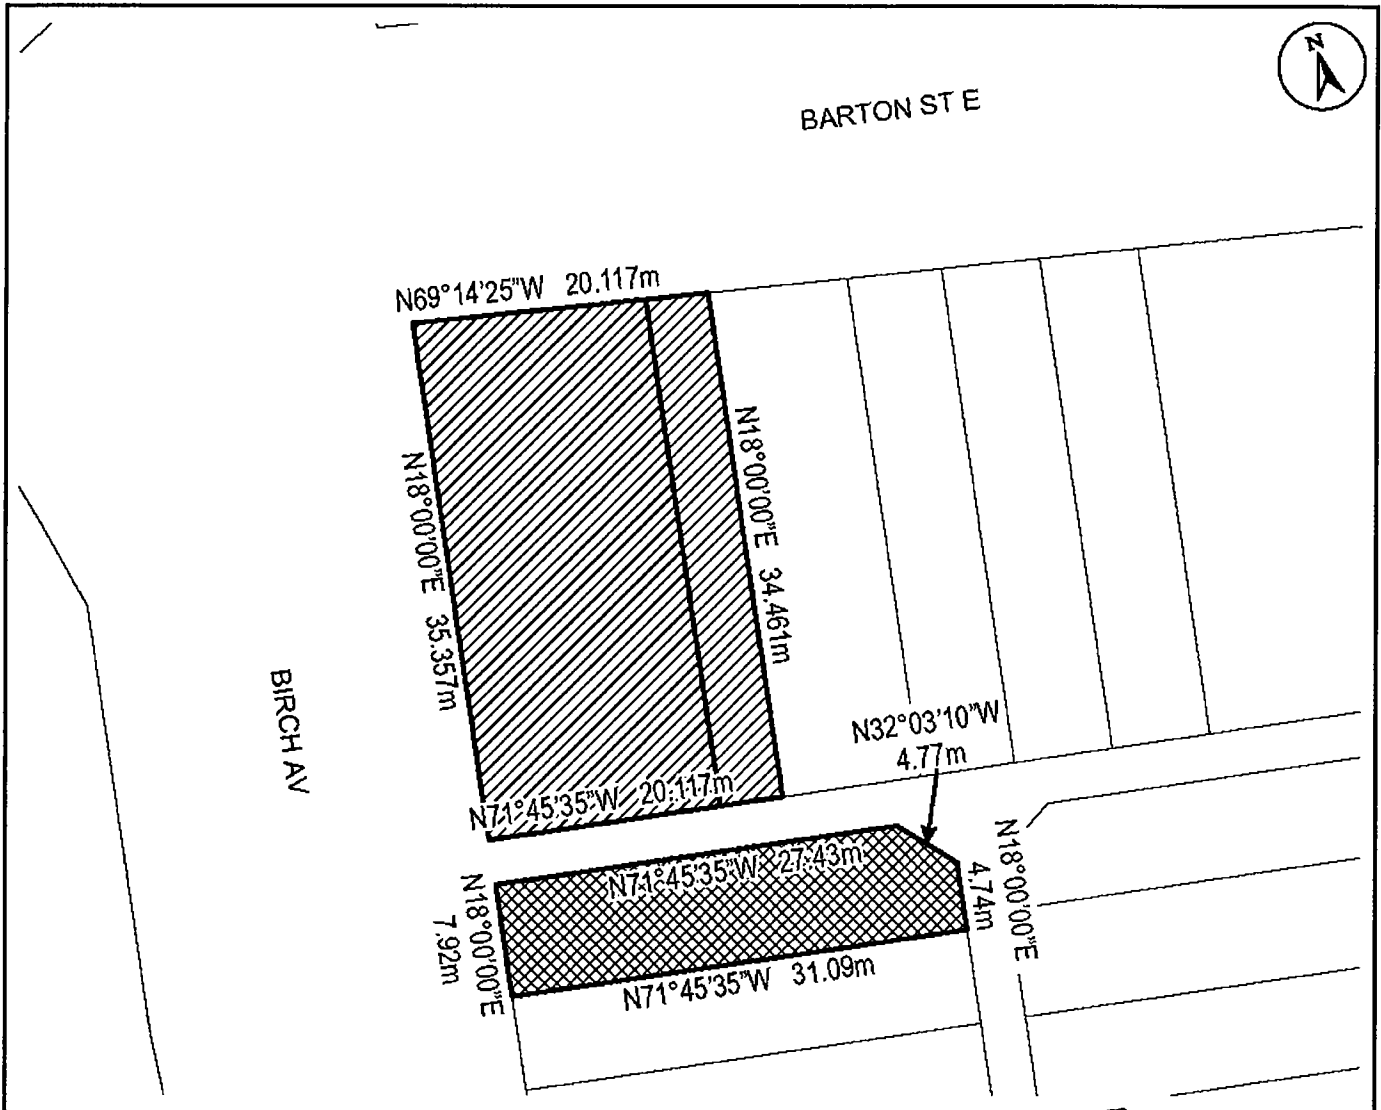 N
BARTON ST E
N69°14'25"W 20.117m
N18°00'00"E 34.461m
N18°00'00"E 35.357m
BIRCH AV
N32°03'10"W
4.77m
N71°45'35"W 20.117m
N71°45'35"W 27.43m
N18°00'00"E
4.74m
N18°00'00"E
7.92m
N71°45'35"W 31.09m